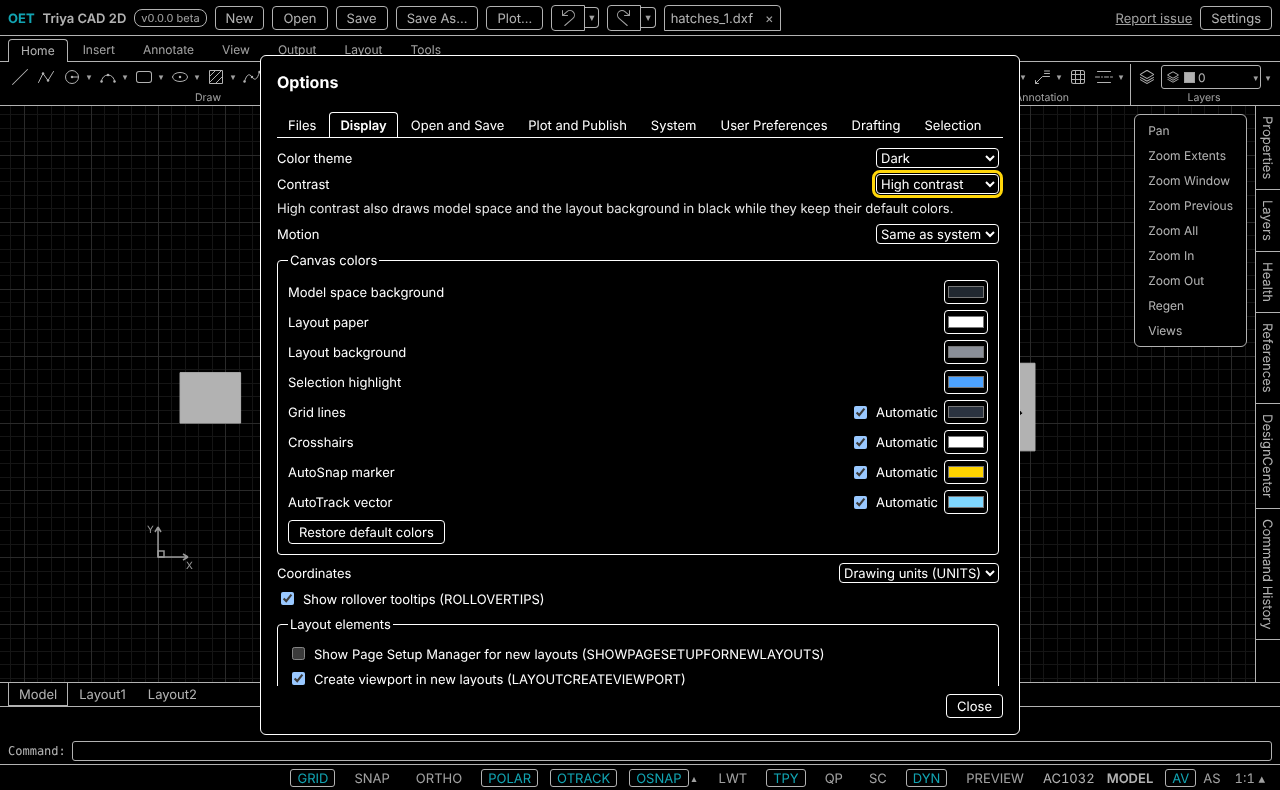 OET Triya CAD 2D v0.0.0 beta New Open Save Save As... Plot... hatches_1.dxf × Report issue Settings
Home Insert Annotate View Output Layout Tools
0
Draw nnotation Layers
Options
Files Display Open and Save Plot and Publish System User Preferences Drafting Selection
Color theme Dark
Contrast High contrast
High contrast also draws model space and the layout background in black while they keep their default colors.
Motion Same as system
Canvas colors
Model space background
Layout paper
Layout background
Selection highlight
Grid lines Automatic
Crosshairs Automatic
AutoSnap marker Automatic
AutoTrack vector Automatic
Restore default colors
Coordinates Drawing units (UNITS)
Show rollover tooltips (ROLLOVERTIPS)
Layout elements
Show Page Setup Manager for new layouts (SHOWPAGESETUPFORNEWLAYOUTS)
Create viewport in new layouts (LAYOUTCREATEVIEWPORT)
Close
Pan
Zoom Extents
Zoom Window
Zoom Previous
Zoom All
Zoom In
Zoom Out
Regen
Views
Properties
Layers
Health
References
DesignCenter
Command History
Y
X
Model Layout1 Layout2
Command:
GRID SNAP ORTHO POLAR OTRACK OSNAP LWT TPY QP SC DYN PREVIEW AC1032 MODEL AV AS 1:1